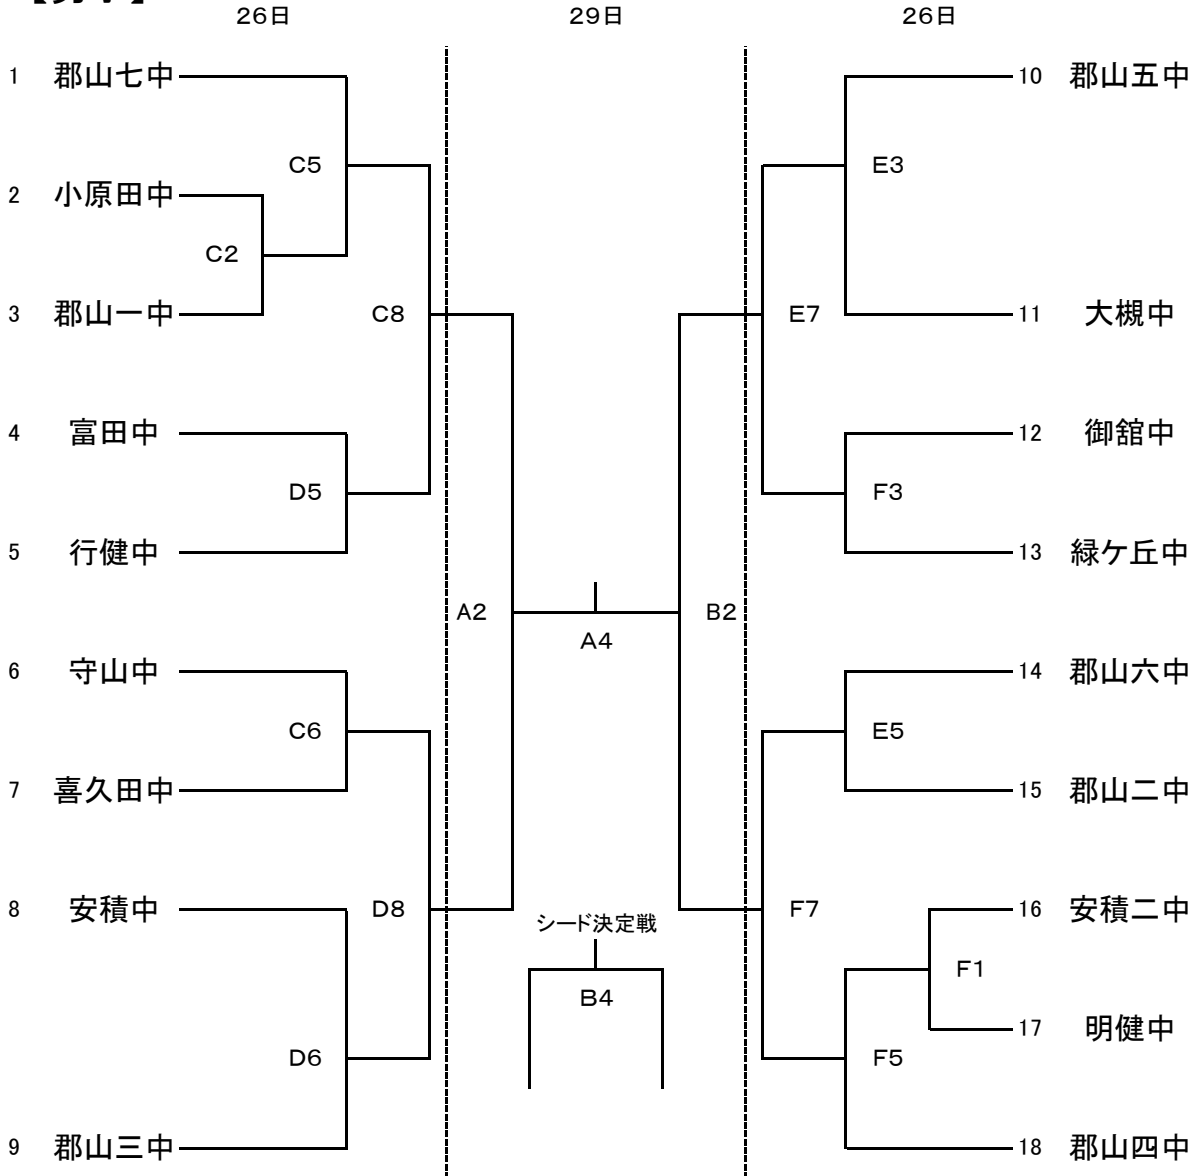 26日 29日 26日
1 郡山七中 10 郡山五中
C5 E3
2 小原田中
C2
3 郡山一中 C8 E7 11 大槻中
4 富田中 12 御舘中
D5 F3
5 行健中 13 緑ケ丘中
A2 B2
A4
6 守山中 14 郡山六中
C6 E5
7 喜久田中 15 郡山二中
8 安積中 D8 F7 16 安積二中
シード決定戦
F1
B4
17 明健中
D6 F5
9 郡山三中 18 郡山四中